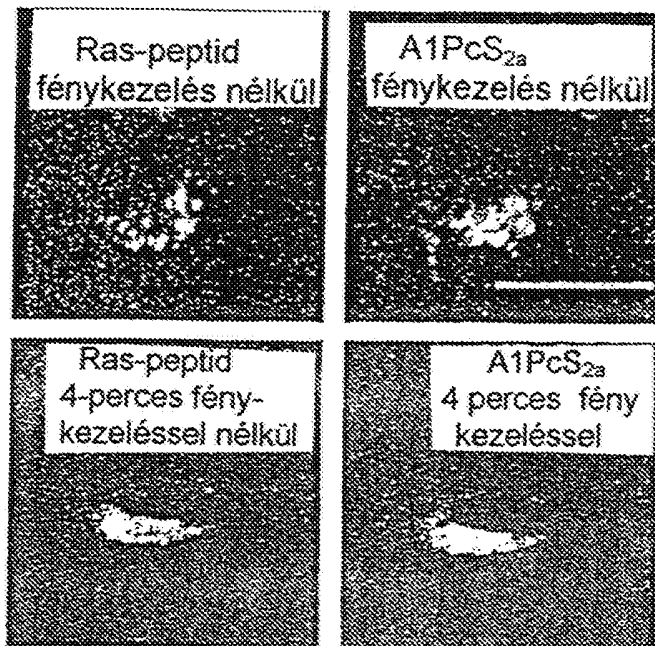 Ras-peptid
fénykezelés nélkül
A1PcS₂ₐ
fénykezelés nélkül
Ras-peptid
4-perces fény-
kezeléssel nélkül
A1PcS₂ₐ
4 perces fény
kezeléssel